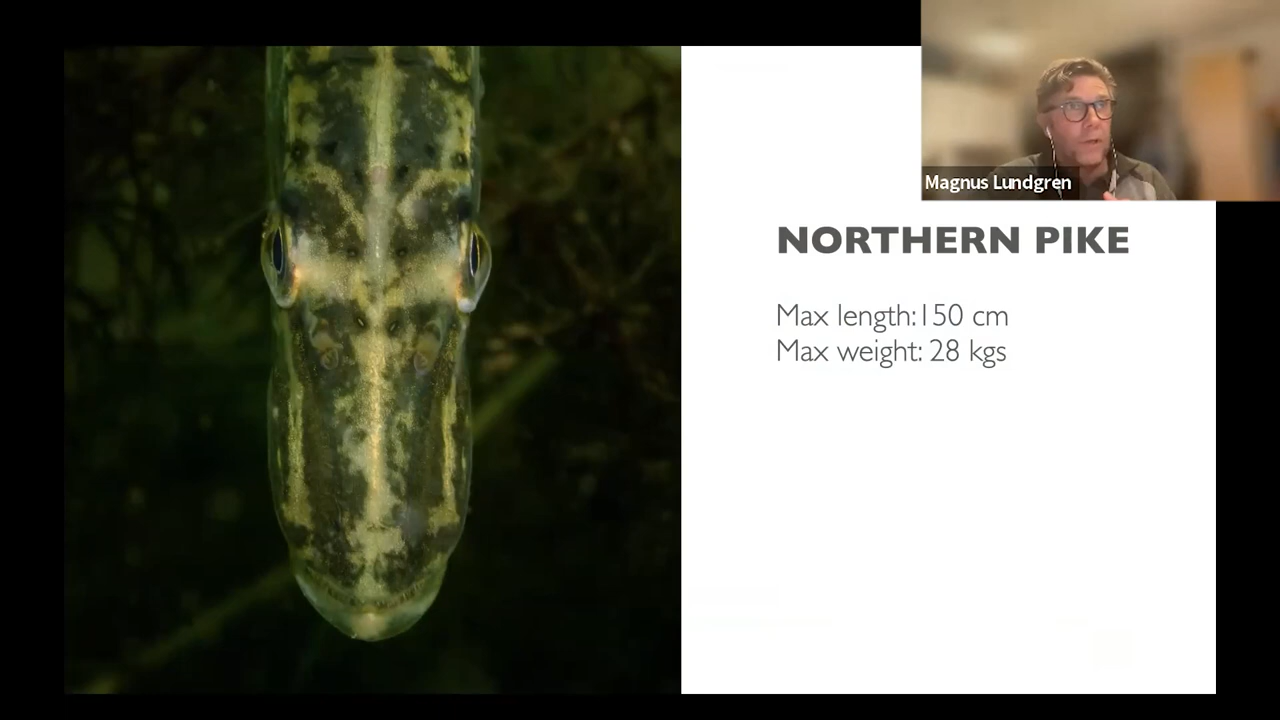 Magnus Lundgren
NORTHERN PIKE
Max length:150 cm
Max weight: 28 kgs